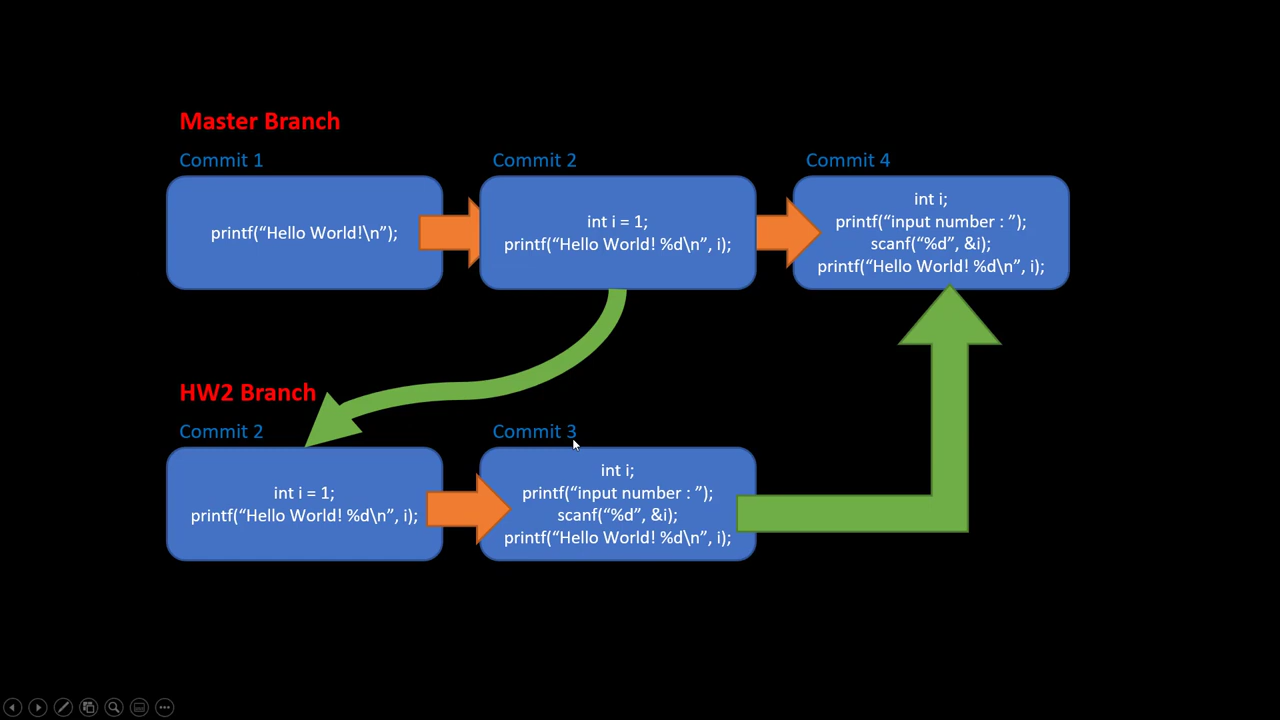 Master Branch
Commit 1
Commit 2
Commit 4
printf(“Hello World!\n”);
int i = 1;
printf(“Hello World! %d\n”, i);
int i;
printf(“input number : ”);
scanf(“%d”, &i);
printf(“Hello World! %d\n”, i);
HW2 Branch
Commit 2
Commit 3
int i = 1;
printf(“Hello World! %d\n”, i);
int i;
printf(“input number : ”);
scanf(“%d”, &i);
printf(“Hello World! %d\n”, i);